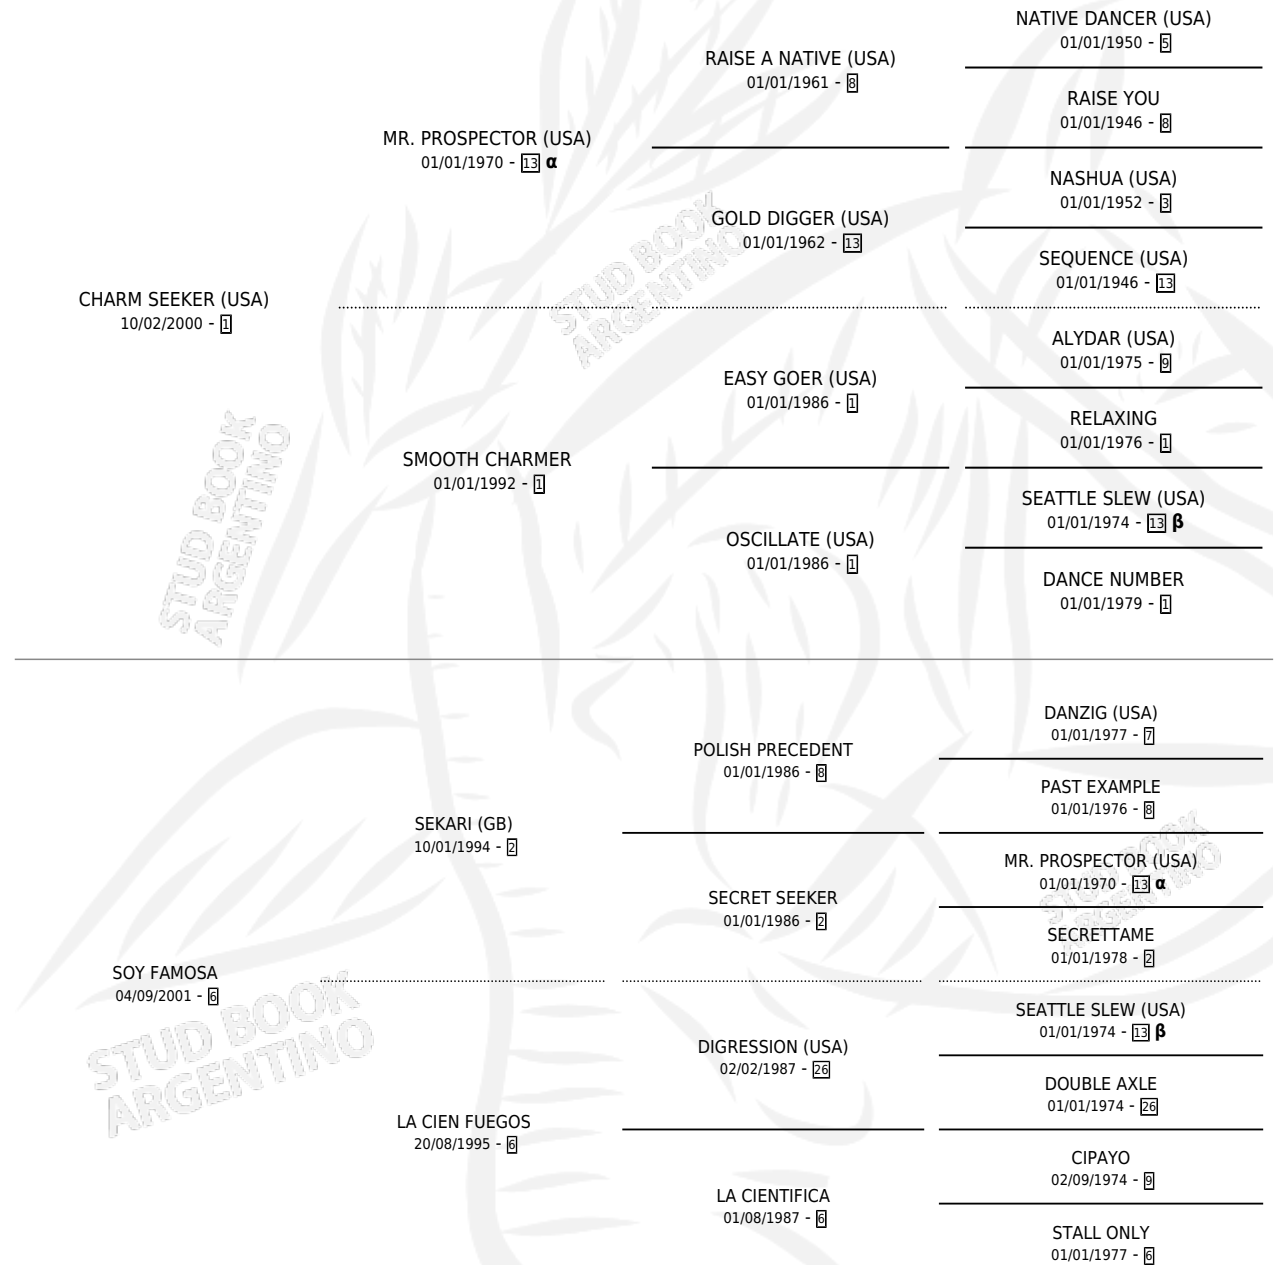 NATIVE DANCER (USA)
01/01/1950 - 5
RAISE A NATIVE (USA)
01/01/1961 - 8
RAISE YOU
01/01/1946 - 8
MR. PROSPECTOR (USA)
01/01/1970 - 13 α
NASHUA (USA)
01/01/1952 - 3
GOLD DIGGER (USA)
01/01/1962 - 13
SEQUENCE (USA)
01/01/1946 - 13
CHARM SEEKER (USA)
10/02/2000 - 1
STUD BOOK
ARGENTINO
ALYDAR (USA)
01/01/1975 - 9
EASY GOER (USA)
01/01/1986 - 1
RELAXING
01/01/1976 - 1
SMOOTH CHARMER
01/01/1992 - 1
STUD BOOK
ARGENTINO
SEATTLE SLEW (USA)
01/01/1974 - 13 β
OSCILLATE (USA)
01/01/1986 - 1
DANCE NUMBER
01/01/1979 - 1
DANZIG (USA)
01/01/1977 - 7
POLISH PRECEDENT
01/01/1986 - 8
PAST EXAMPLE
01/01/1976 - 8
SEKARI (GB)
10/01/1994 - 2
MR. PROSPECTOR (USA)
01/01/1970 - 13 α
STUD BOOK
ARGENTINO
SECRET SEEKER
01/01/1986 - 2
SECRETTAME
01/01/1978 - 2
SOY FAMOSA
04/09/2001 - 6
STUD BOOK
ARGENTINO
SEATTLE SLEW (USA)
01/01/1974 - 13 β
DIGRESSION (USA)
02/02/1987 - 26
DOUBLE AXLE
01/01/1974 - 26
LA CIEN FUEGOS
20/08/1995 - 6
CIPAYO
02/09/1974 - 9
LA CIENTIFICA
01/08/1987 - 6
STALL ONLY
01/01/1977 - 6